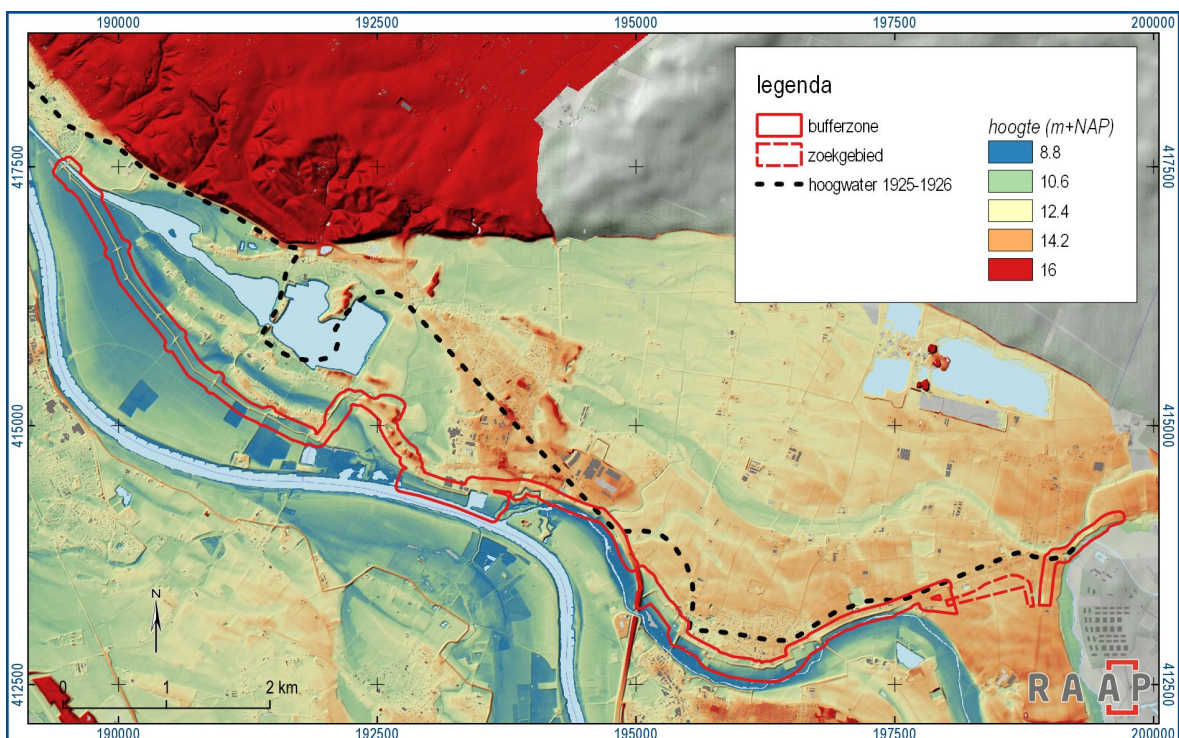 190000 192500 195000 197500 200000
legenda
bufferzone
zoekgebied
hoogwater 1925-1926
hoogte (m+NAP)
8.8
10.6
12.4
14.2
16
417500 417500
415000 415000
412500 412500
N
0 1 2 km
RAAP
190000 192500 195000 197500 200000